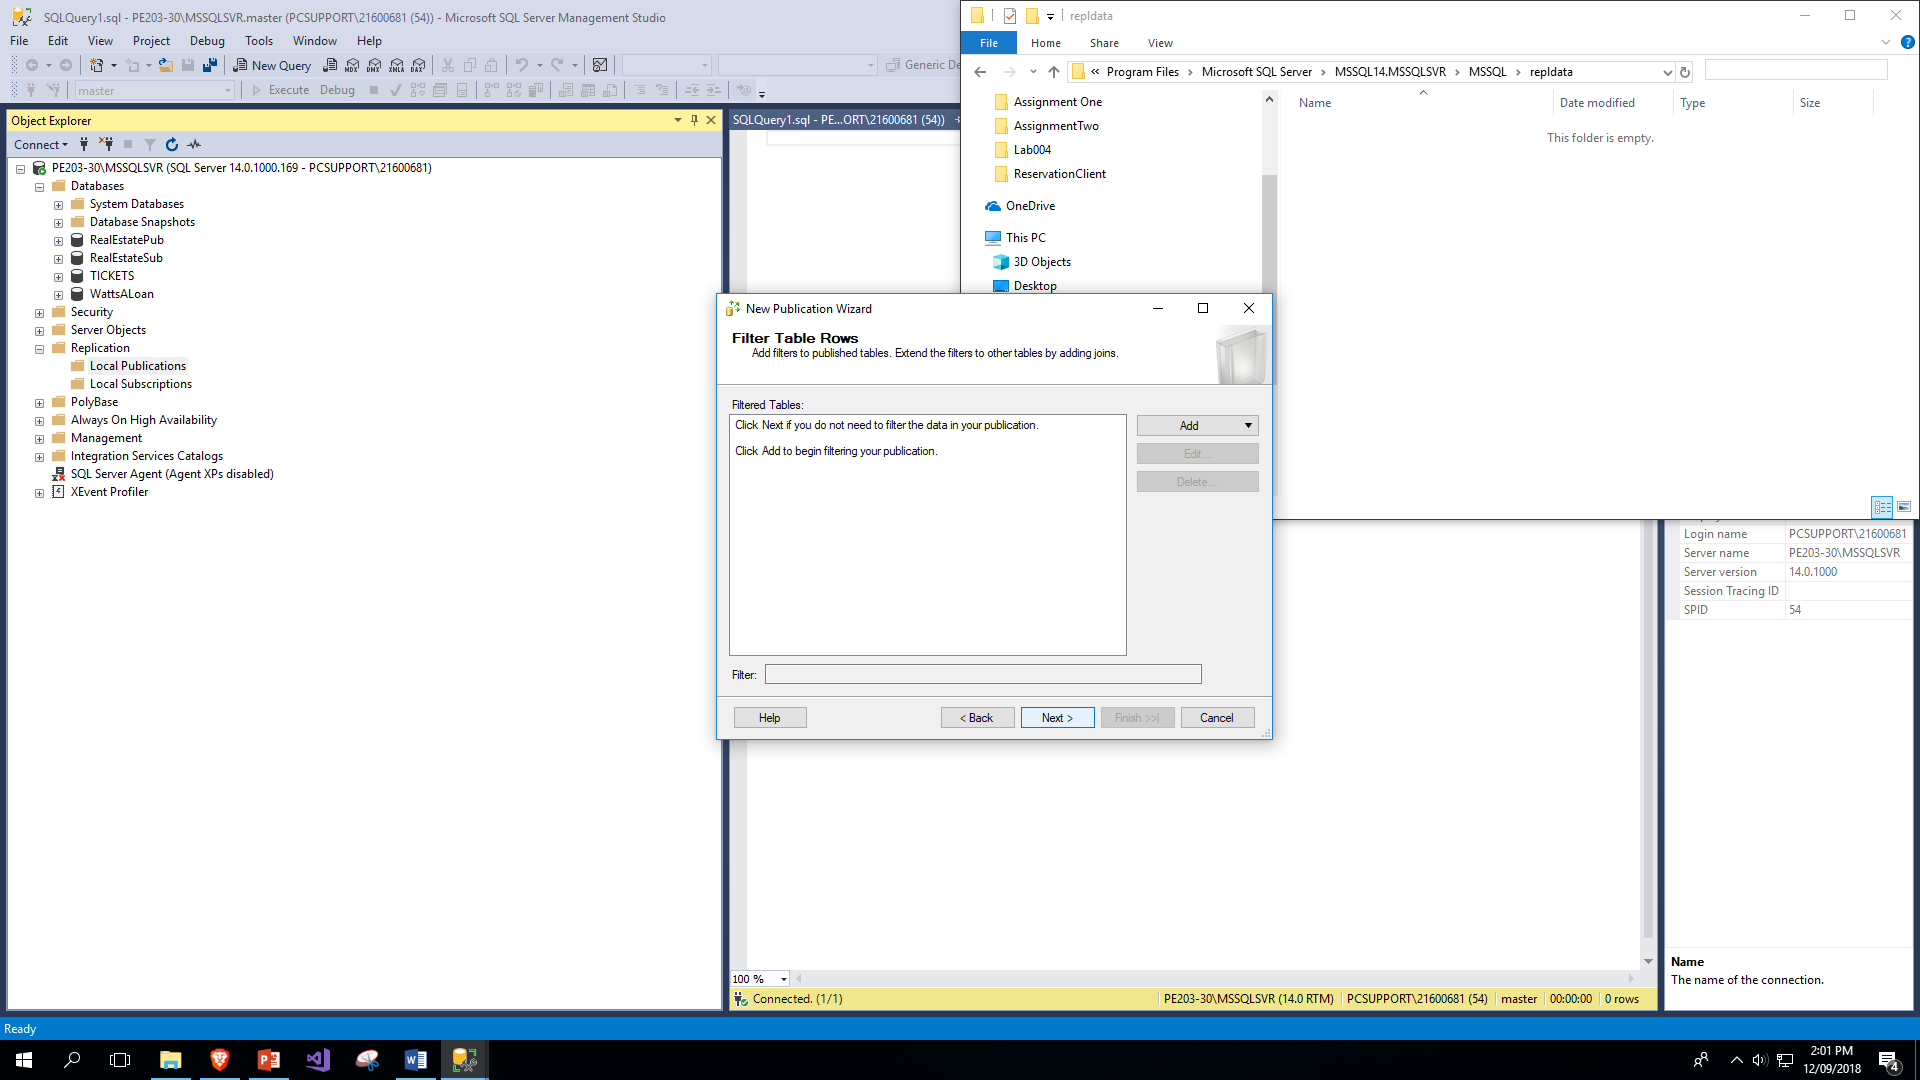 SQLQuery1.sql - PE203-30\MSSQLSVR.master (PCSUPPORT\21600681 (54)) - Microsoft SQL Server Management Studio
File Edit View Project Debug Tools Window Help
New Query MDX DMX XMLA DAX Generic De
master Execute Debug
Object Explorer
Connect
PE203-30\MSSQLSVR (SQL Server 14.0.1000.169 - PCSUPPORT\21600681)
Databases
System Databases
Database Snapshots
RealEstatePub
RealEstateSub
TICKETS
WattsALoan
Security
Server Objects
Replication
Local Publications
Local Subscriptions
PolyBase
Always On High Availability
Management
Integration Services Catalogs
SQL Server Agent (Agent XPs disabled)
XEvent Profiler
SQLQuery1.sql - PE...ORT\21600681 (54))
repldata
File Home Share View
« Program Files > Microsoft SQL Server > MSSQL14.MSSQLSVR > MSSQL > repldata
Assignment One
AssignmentTwo
Lab004
ReservationClient
OneDrive
This PC
3D Objects
Desktop
Name Date modified Type Size
This folder is empty.
New Publication Wizard
Filter Table Rows
Add filters to published tables. Extend the filters to other tables by adding joins.
Filtered Tables:
Click Next if you do not need to filter the data in your publication.
Click Add to begin filtering your publication.
Add
Edit...
Delete...
Filter:
Help < Back Next > Finish >>| Cancel
Login name PCSUPPORT\21600681
Server name PE203-30\MSSQLSVR
Server version 14.0.1000
Session Tracing ID
SPID 54
Name
The name of the connection.
100 %
Connected. (1/1) PE203-30\MSSQLSVR (14.0 RTM) PCSUPPORT\21600681 (54) master 00:00:00 0 rows
Ready
2:01 PM
12/09/2018
4